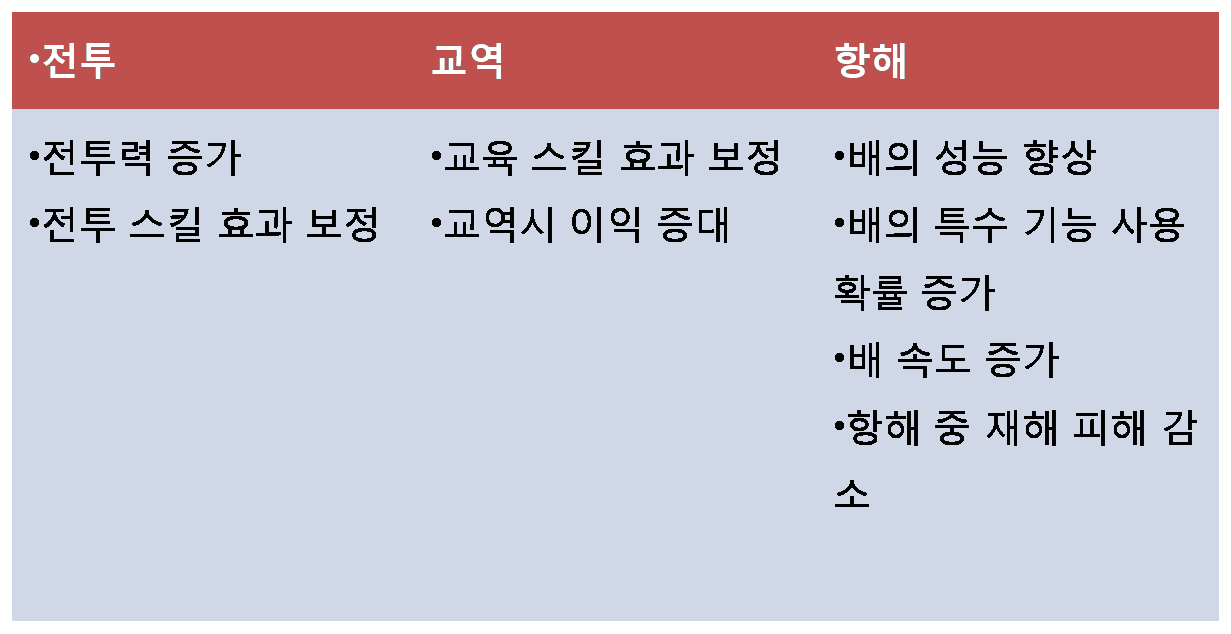 •전투
교역
항해
•전투력 증가
•전투 스킬 효과 보정
•교육 스킬 효과 보정
•교역시 이익 증대
•배의 성능 향상
•배의 특수 기능 사용
확률 증가
•배 속도 증가
•항해 중 재해 피해 감
소